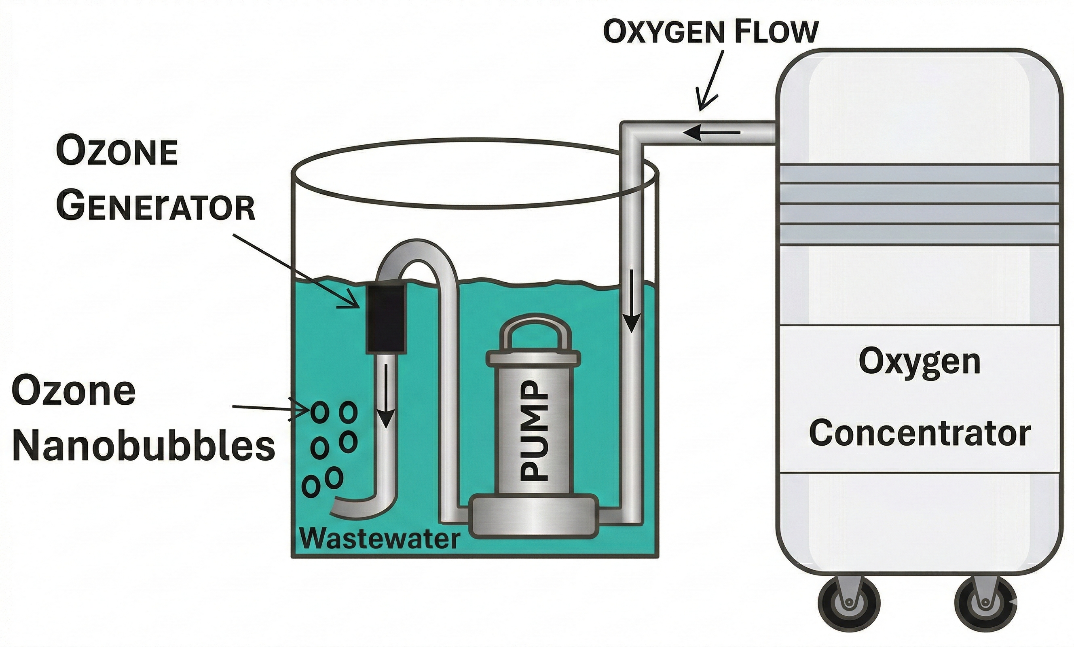 OXYGEN FLOW
OZONE
GENErATOR
Ozone
Nanobubbles
PUMP
Wastewater
Oxygen
Concentrator